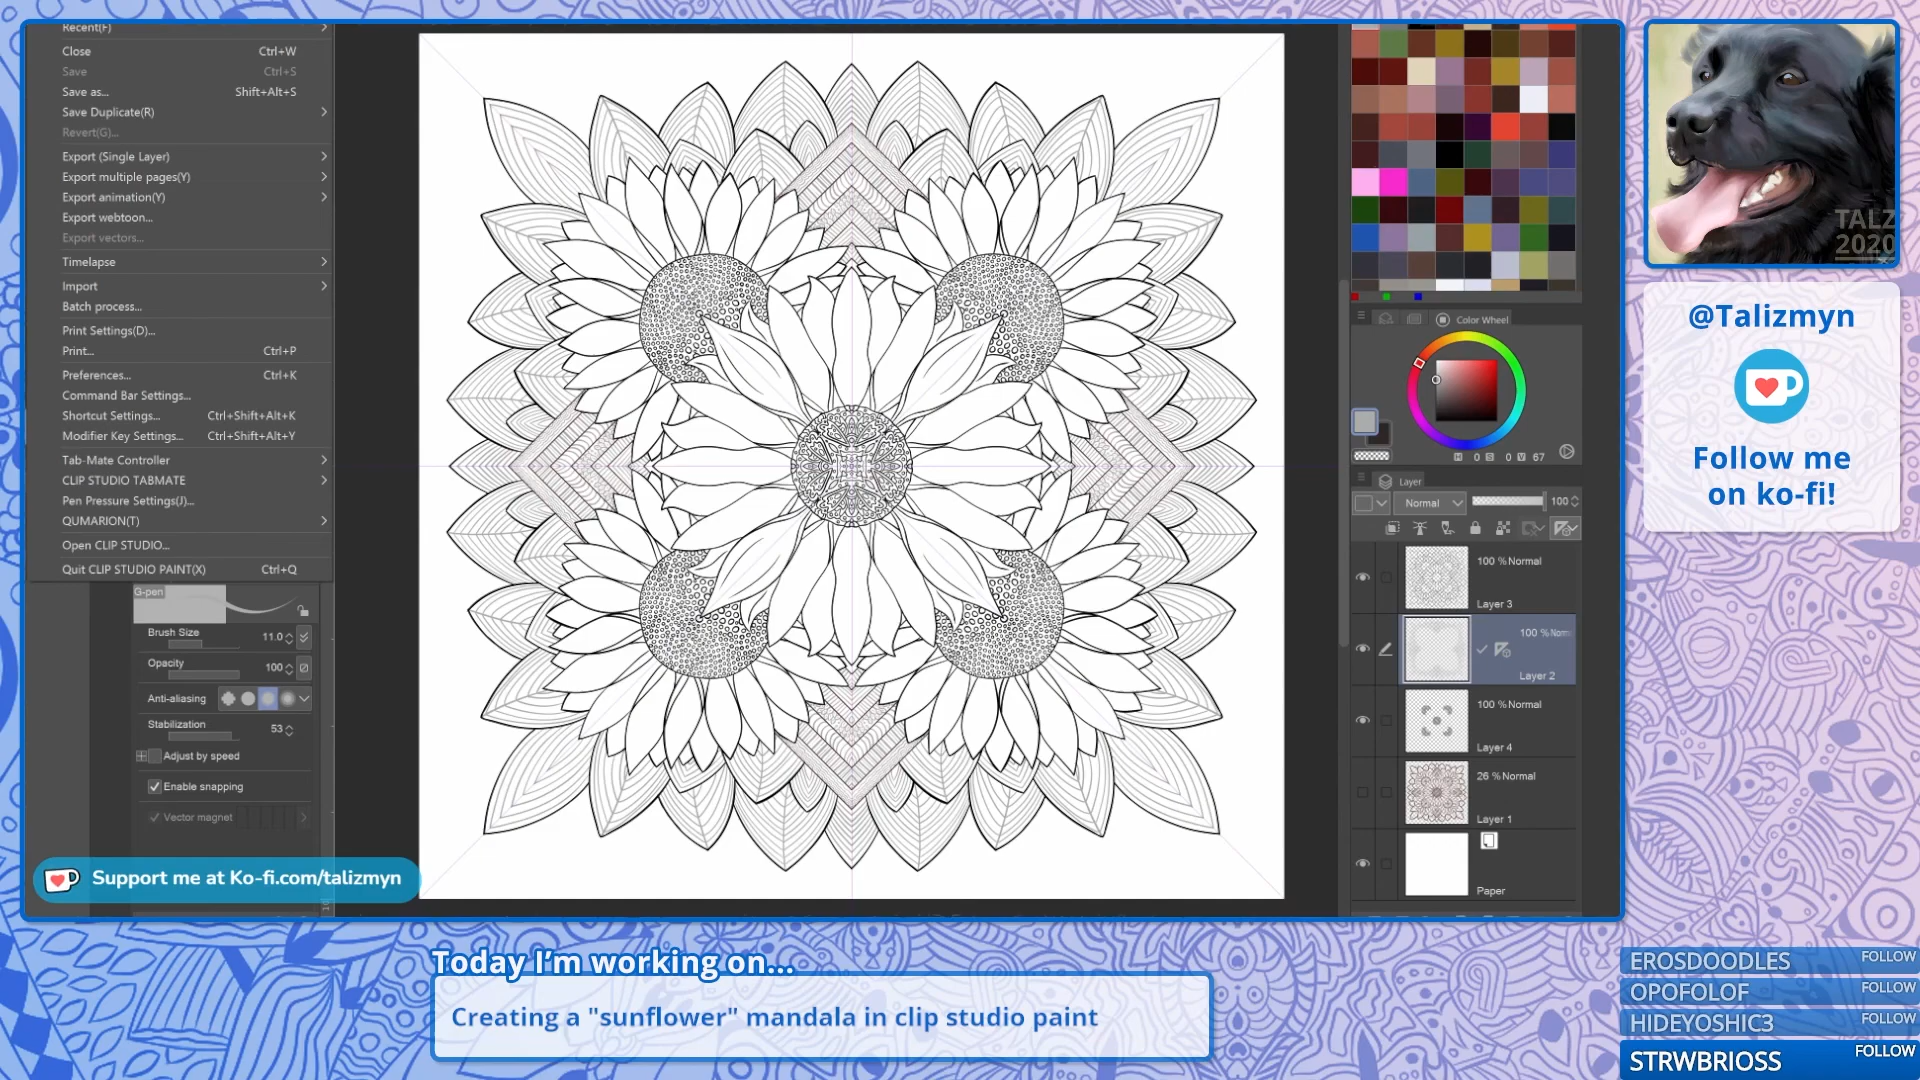 Recent(F)
Close Ctrl+W
Save Ctrl+S
Save as... Shift+Alt+S
Save Duplicate(R)
Revert(G)...
Export (Single Layer)
Export multiple pages(Y)
Export animation(Y)
Export webtoon...
Export vectors...
Timelapse
Import
Batch process...
Print Settings(D)...
Print... Ctrl+P
Preferences... Ctrl+K
Command Bar Settings...
Shortcut Settings... Ctrl+Shift+Alt+K
Modifier Key Settings... Ctrl+Shift+Alt+Y
Tab-Mate Controller
CLIP STUDIO TABMATE
Pen Pressure Settings(J)...
QUMARION(T)
Open CLIP STUDIO...
Quit CLIP STUDIO PAINT(X) Ctrl+Q
G-pen
Brush Size 11.0
Opacity 100
Anti-aliasing
Stabilization 53
Adjust by speed
Enable snapping
Vector magnet
Support me at Ko-fi.com/talizmyn
Color Wheel
H 0 S 0 V 67
Layer
Normal 100
100 % Normal
Layer 3
100 % Norm
Layer 2
100 % Normal
Layer 4
26 % Normal
Layer 1
Paper
TALZ
2020
@Talizmyn
Follow me
on ko-fi!
Today I'm working on...
Creating a "sunflower" mandala in clip studio paint
EROSDOODLES FOLLOW
OPOFOLOF FOLLOW
HIDEYOSHIC3 FOLLOW
STRWBRIOSS FOLLOW